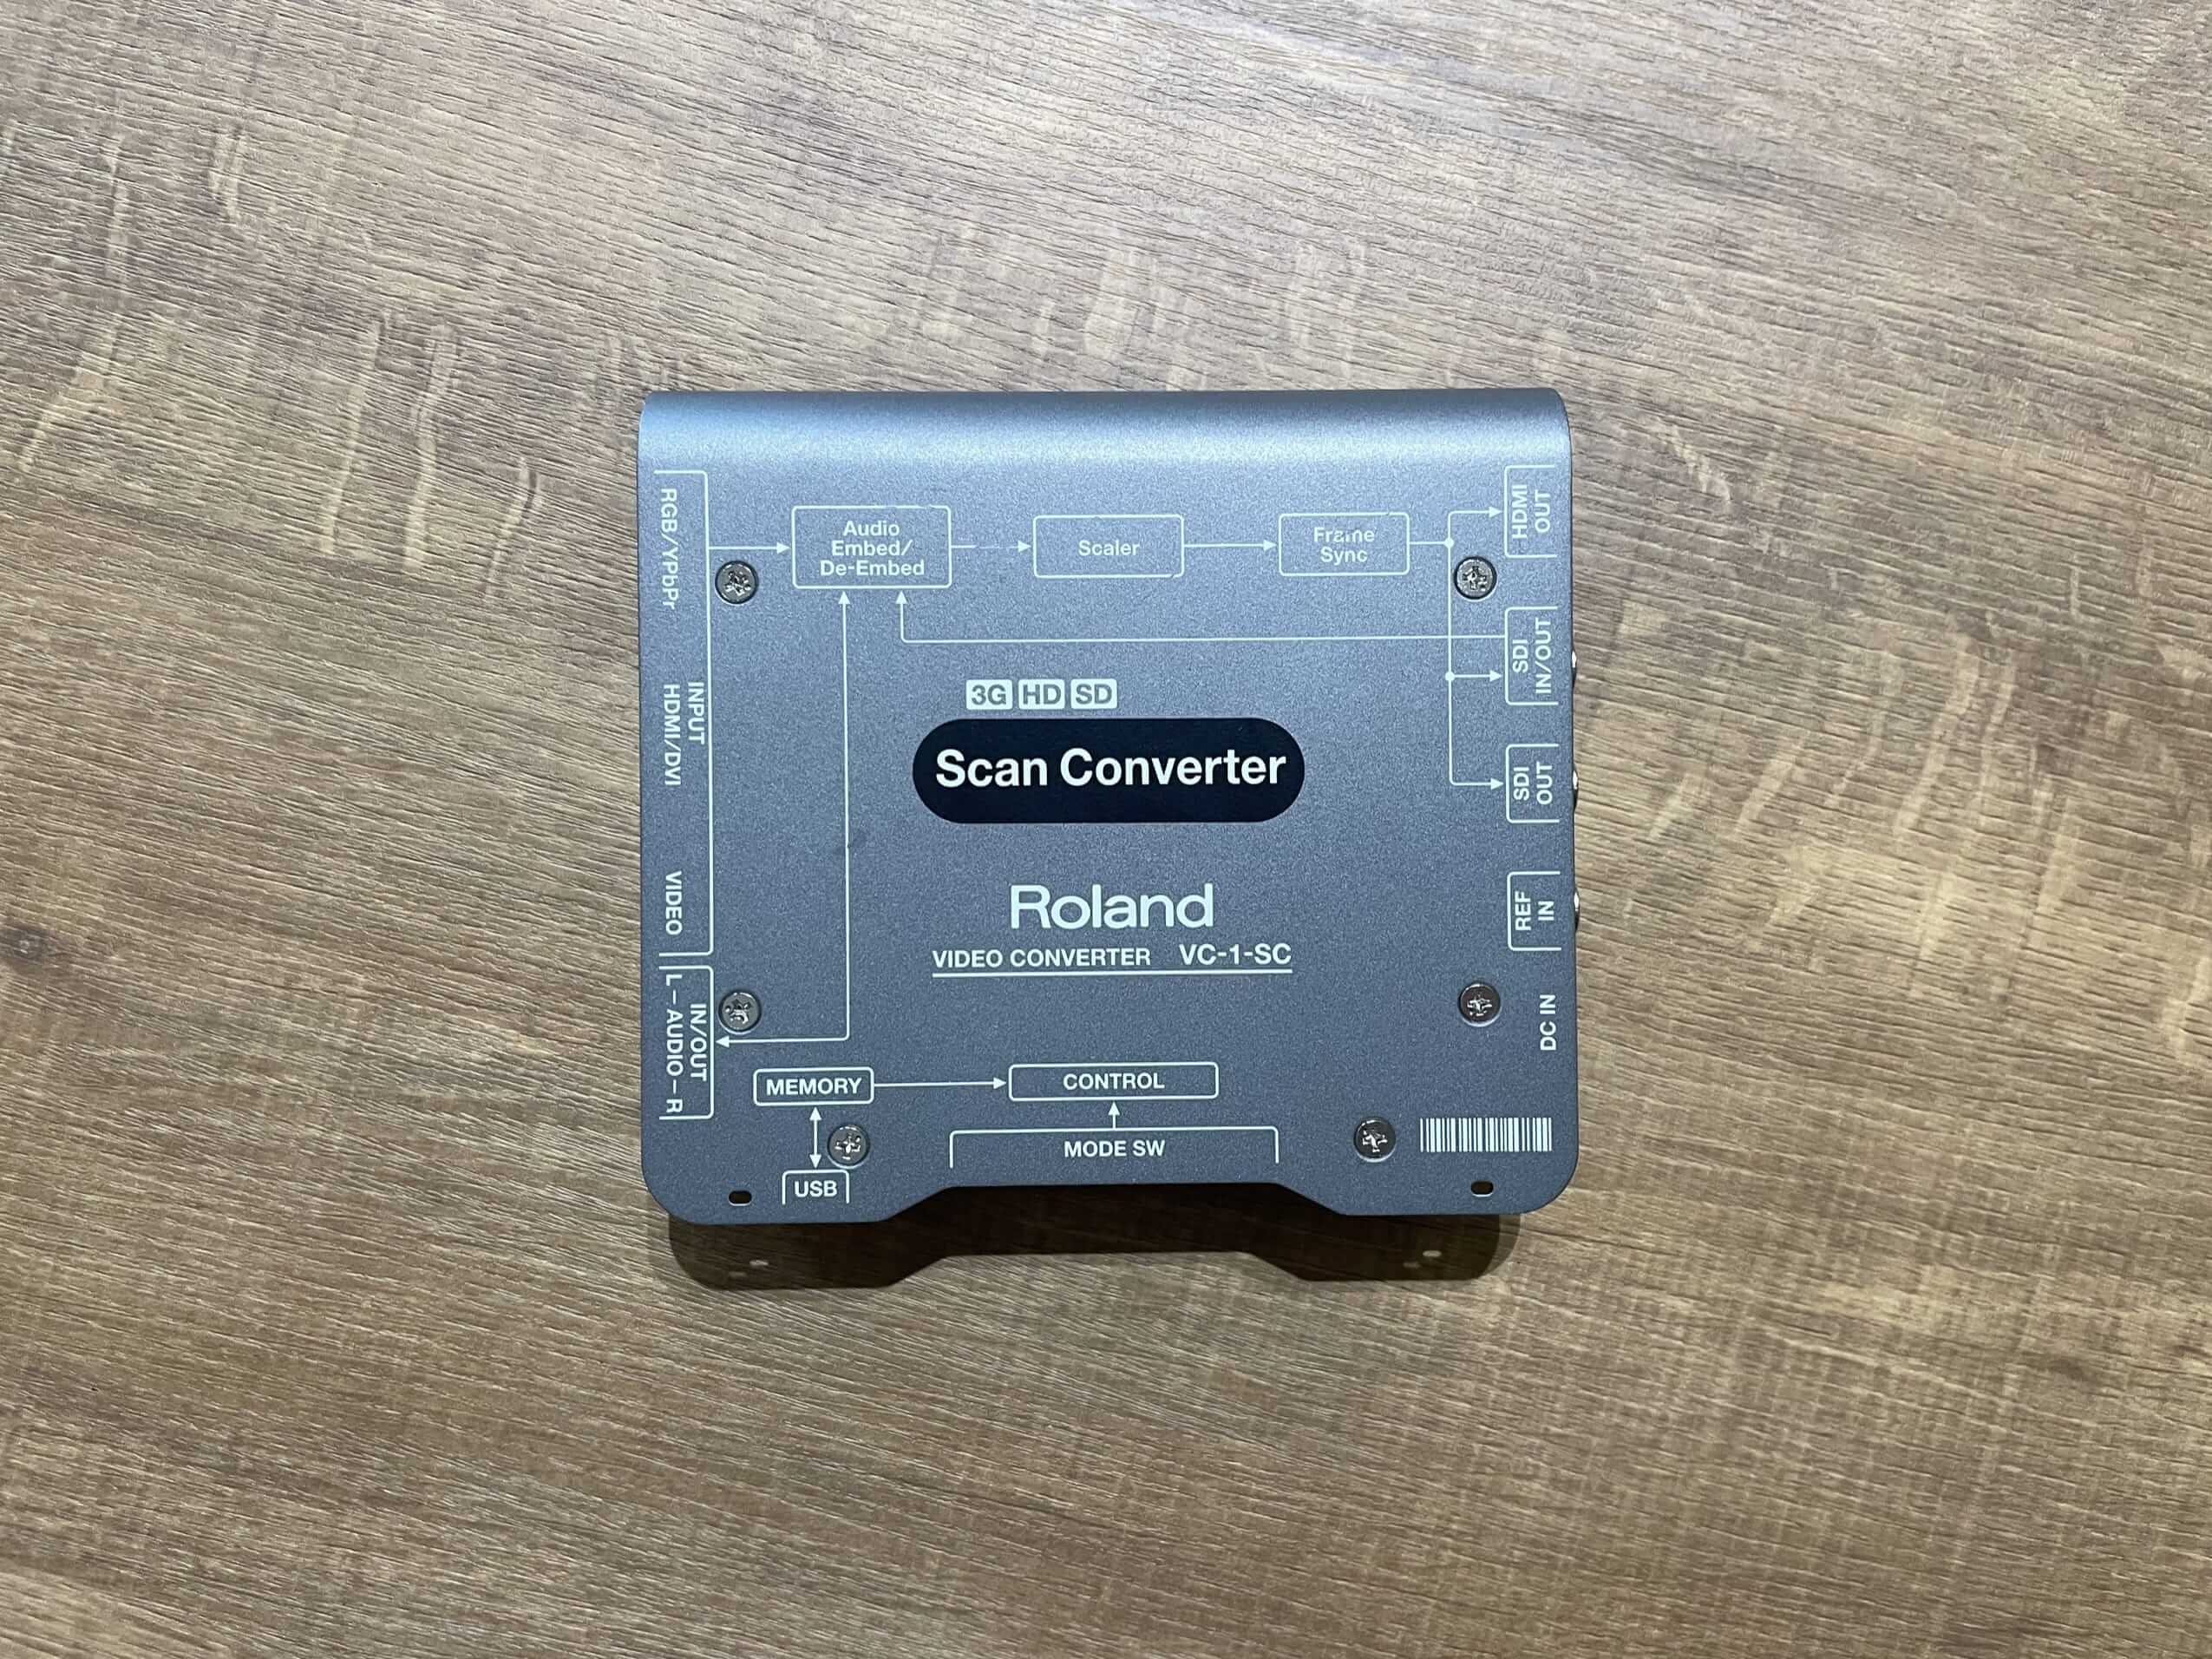 RGB/YPbPr
INPUT
HDMI/DVI
VIDEO
IN/OUT
L–AUDIO–R
Audio
Embed/
De-Embed
Scaler
Frame
Sync
HDMI
OUT
SDI
IN/OUT
SDI
OUT
REF
IN
DC IN
3G HD SD
Scan Converter
Roland
VIDEO CONVERTER VC-1-SC
MEMORY
CONTROL
MODE SW
USB